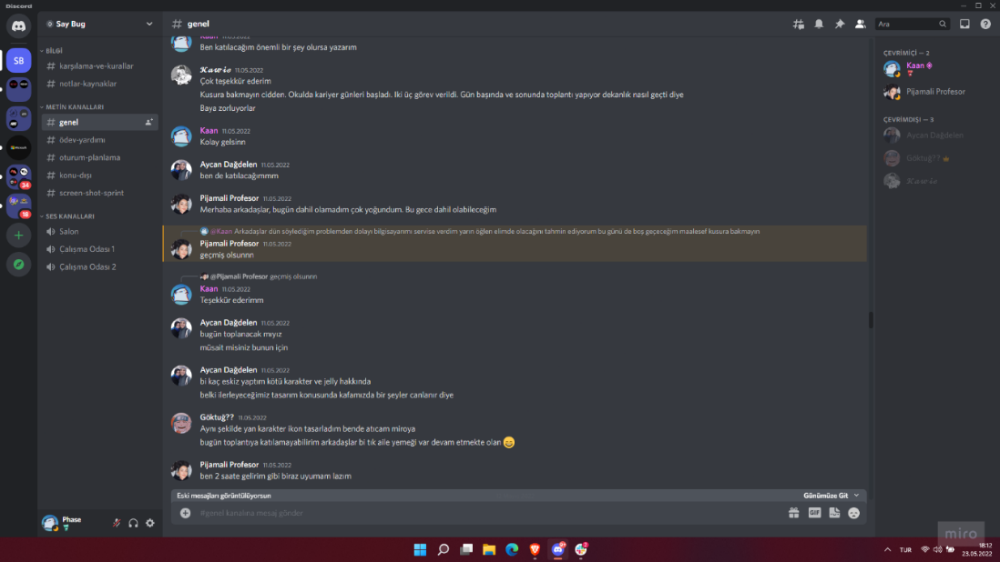 Discord
Say Bug
genel
Ara
SB
BİLGİ
karşılama-ve-kurallar
notlar-kaynaklar
METİN KANALLARI
genel
ödev-yardımı
oturum-planlama
konu-dışı
screen-shot-sprint
SES KANALLARI
Salon
Çalışma Odası 1
Çalışma Odası 2
34
18
Phase
Kaan 11.05.2022
Ben katılacağım önemli bir şey olursa yazarım
𝓚𝓪𝔀𝓲𝓸 11.05.2022
Çok teşekkür ederim
Kusura bakmayın cidden. Okulda kariyer günleri başladı. Iki üç görev verildi. Gün başında ve sonunda toplantı yapıyor dekanlık nasıl geçti diye
Baya zorluyorlar
Kaan 11.05.2022
Kolay gelsinn
Aycan Dağdelen 11.05.2022
ben de katılacağımmm
Pijamali Profesor 11.05.2022
Merhaba arkadaşlar, bugün dahil olamadım çok yoğundum. Bu gece dahil olabileceğim
@Kaan Arkadaşlar dün söylediğim problemden dolayı bilgisayarımı servise verdim yarın öğlen elimde olacağını tahmin ediyorum bu günü de boş geçeceğim maalesef kusura bakmayın
Pijamali Profesor 11.05.2022
geçmiş olsunnn
@Pijamali Profesor geçmiş olsunnn
Kaan 11.05.2022
Teşekkür ederimm
Aycan Dağdelen 11.05.2022
bugün toplanacak mıyız
müsait misiniz bunun için
Aycan Dağdelen 11.05.2022
bi kaç eskiz yaptım kötü karakter ve jelly hakkında
belki ilerleyeceğimiz tasarım konusunda kafamızda bir şeyler canlanır diye
Göktuğ?? 11.05.2022
Aynı şekilde yan karakter ikon tasarladım bende atıcam miroya
bugün toplantıya katılamayabilirim arkadaşlar bi tık aile yemeği var devam etmekte olan 😄
Pijamali Profesor 11.05.2022
ben 2 saate gelirim gibi biraz uyumam lazım
Eski mesajları görüntülüyorsun
Günümüze Git
#genel kanalına mesaj gönder
GIF
ÇEVRİMİÇİ — 2
Kaan
Pijamali Profesor
ÇEVRİMDIŞI — 3
Aycan Dağdelen
Göktuğ??
𝓚𝓪𝔀𝓲𝓸
miro
TUR
18:12
23.05.2022